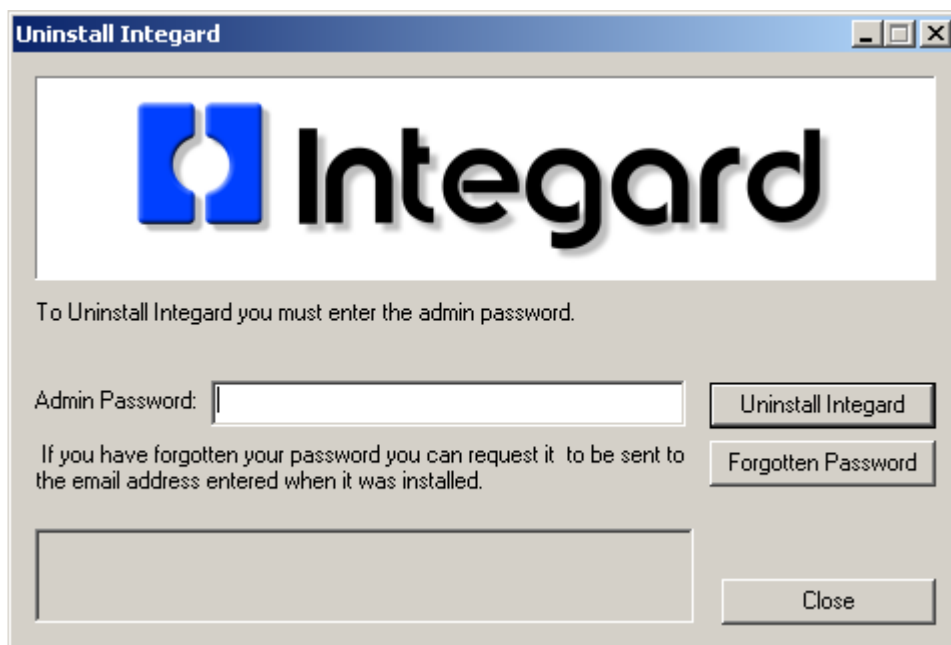 Uninstall Integard
Integard
To Uninstall Integard you must enter the admin password.
Admin Password:
Uninstall Integard
If you have forgotten your password you can request it  to be sent to
the email address entered when it was installed.
Forgotten Password
Close